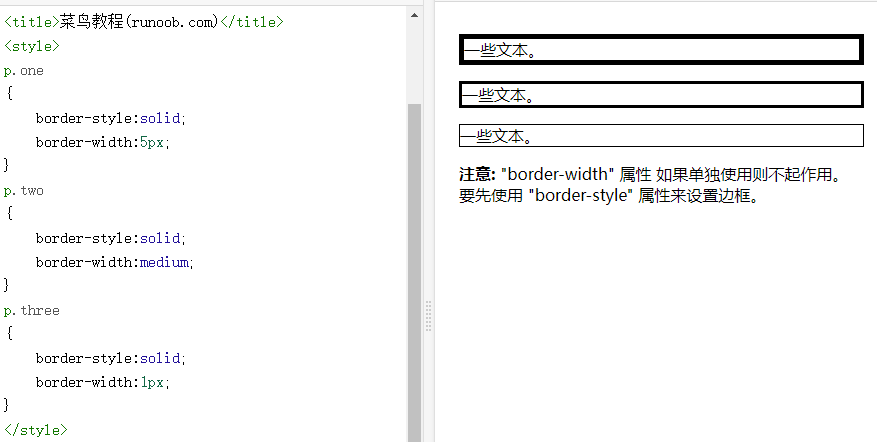 <title>菜鸟教程(runoob.com)</title>
<style>
p.one
{
border-style:solid;
border-width:5px;
}
p.two
{
border-style:solid;
border-width:medium;
}
p.three
{
border-style:solid;
border-width:1px;
}
</style>
一些文本。
一些文本。
一些文本。
注意: "border-width" 属性 如果单独使用则不起作用。
要先使用 "border-style" 属性来设置边框。